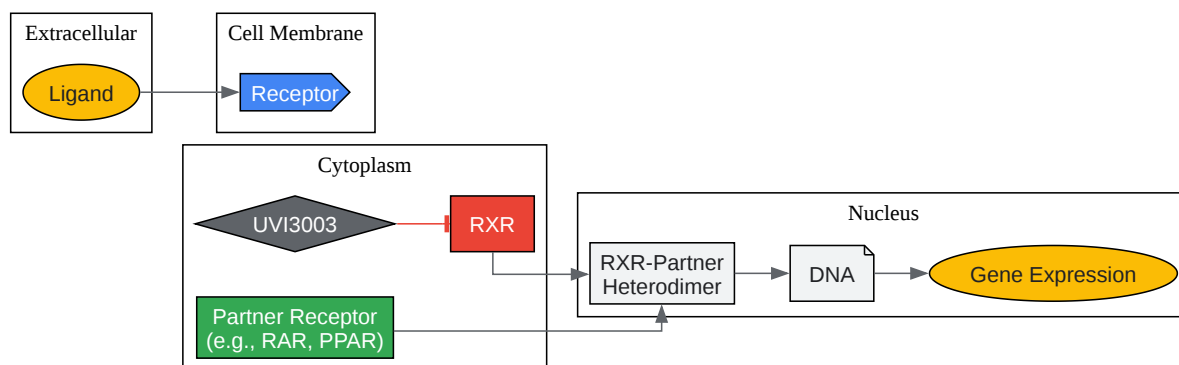 Extracellular
Cell Membrane
Ligand
Receptor
Cytoplasm
UVI3003
RXR
Nucleus
RXR-Partner
Heterodimer
DNA
Gene Expression
Partner Receptor
(e.g., RAR, PPAR)